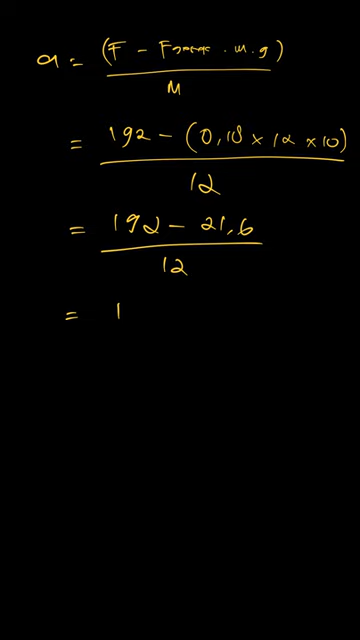 a = (F - F . m . g) / M
= 192 - (0,18 × 12 × 10) / 12
= 192 - 21,6 / 12
= 1